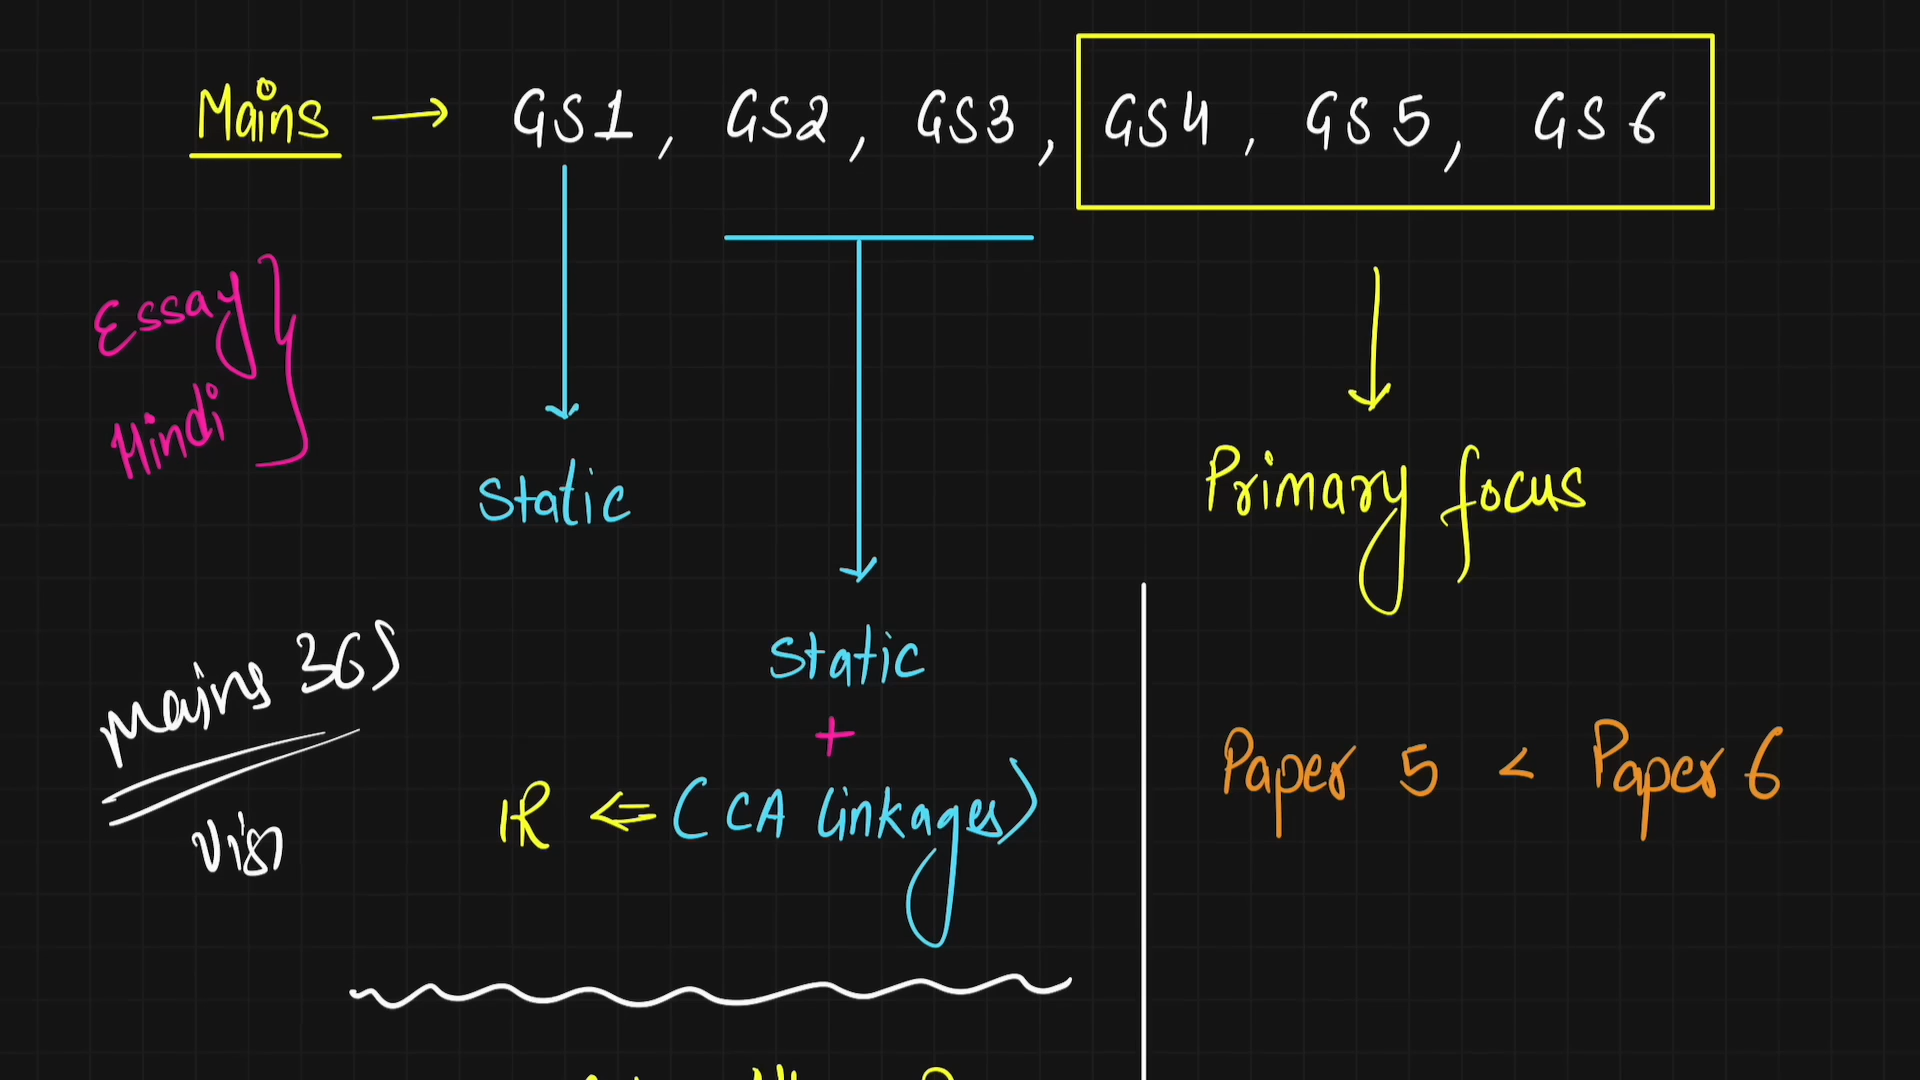 Mains → GS1, GS2, GS3, GS4, GS5, GS6
Essay
Hindi
Static
Primary focus
Mains 365
Static
+
IR ⇐ (CA linkages)
Paper 5 < Paper 6